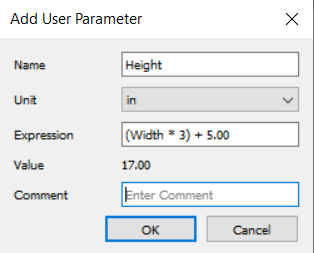 Add User Parameter
Name Height
Unit in
Expression (Width * 3) + 5.00
Value 17.00
Comment Enter Comment
OK Cancel